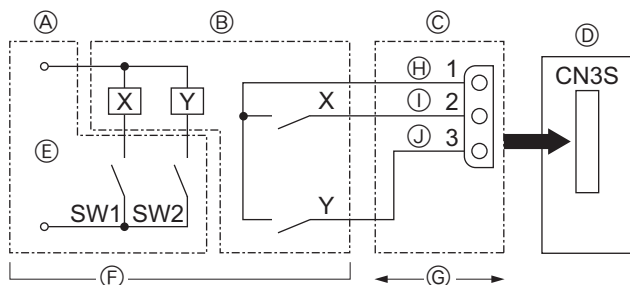 Ⓐ Ⓑ Ⓒ Ⓓ
CN3S
Ⓗ 1
X Y X Ⓘ 2
Ⓙ 3
Ⓔ
SW1 SW2 Y
Ⓕ Ⓖ